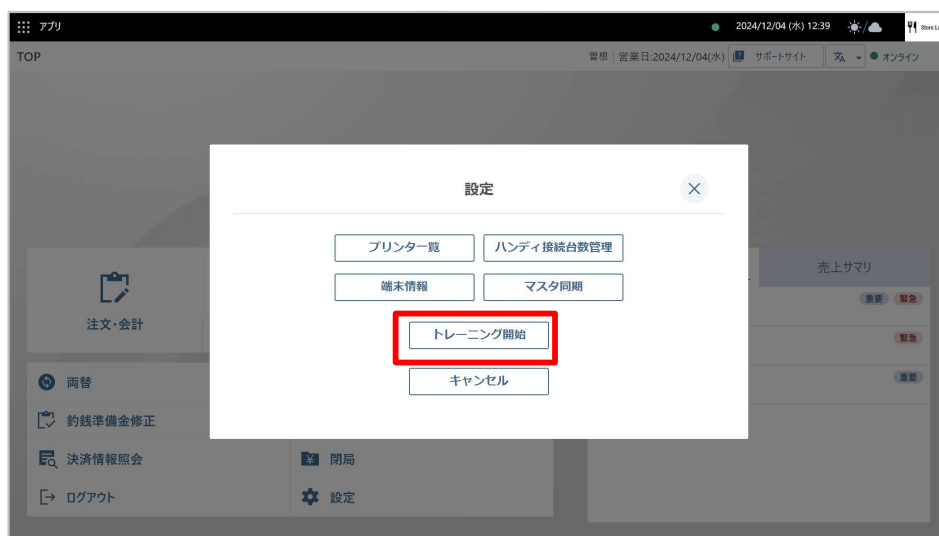 アプリ
2024/12/04 (水) 12:39
Store L
TOP
曽根 営業日:2024/12/04(水)
サポートサイト
オンライン
設定
プリンター覧
ハンディ接続台数管理
端末情報
マスタ同期
トレーニング開始
キャンセル
注文・会計
売上サマリ
重要 緊急
緊急
重要
両替
釣銭準備金修正
決済情報照会
閉局
ログアウト
設定